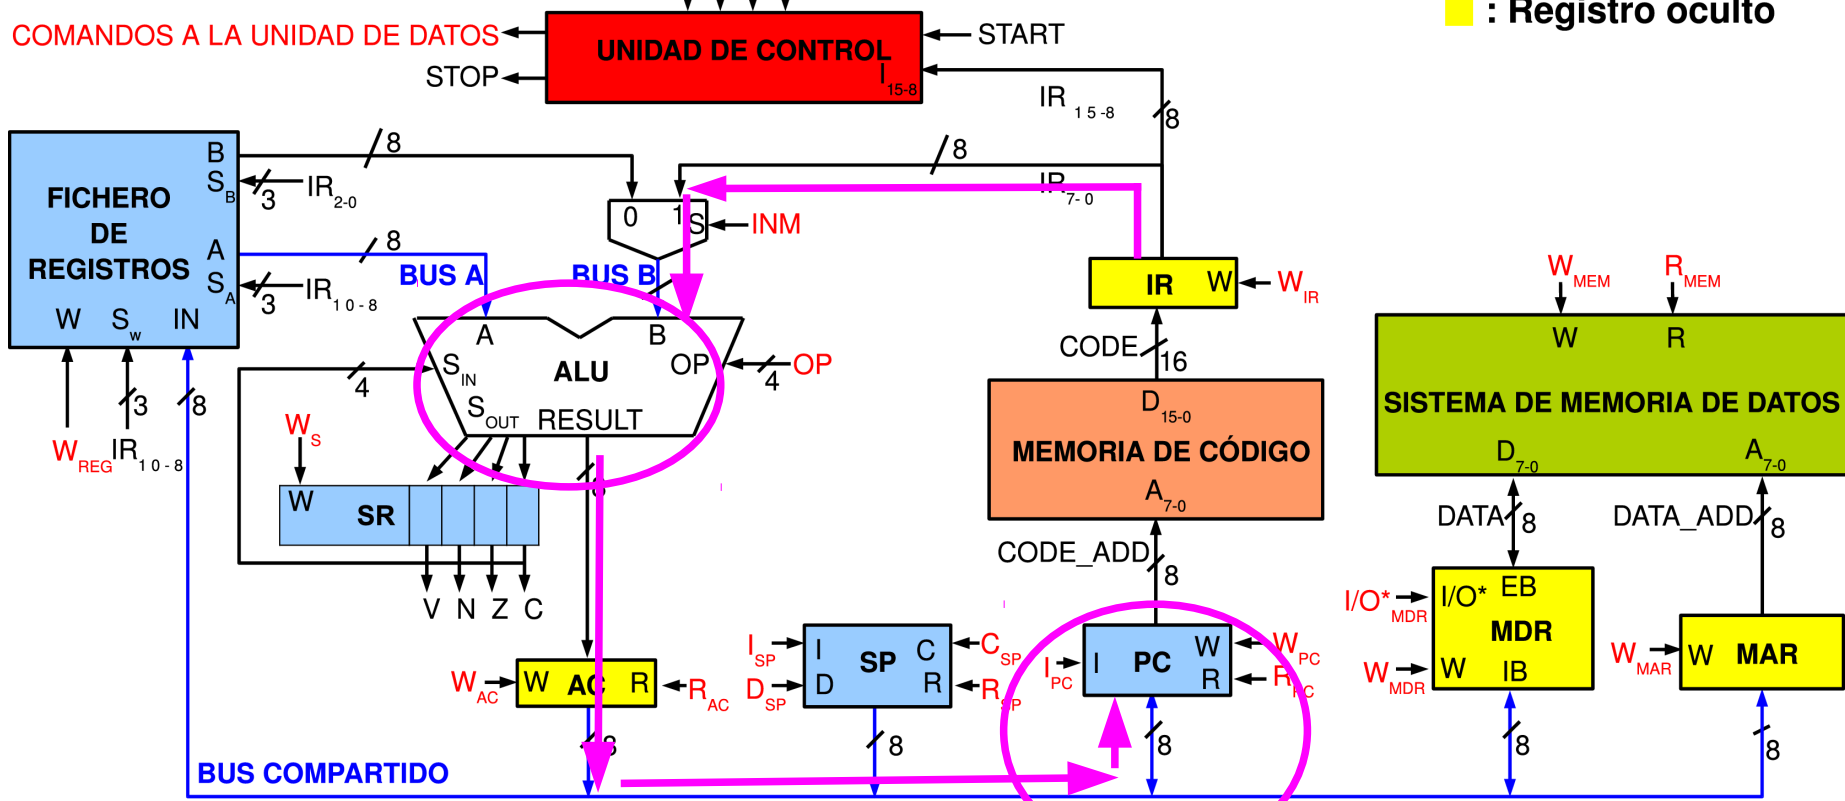 : Registro oculto
COMANDOS A LA UNIDAD DE DATOS
UNIDAD DE CONTROL
START
STOP
I15-8
IR 15-8
8
B
8
8
SB
3
IR2-0
FICHERO
DE
REGISTROS
IR7-0
0
1
S
INM
A
8
BUS A
BUS B
SA
3
IR10-8
IR
W
WIR
WMEM
RMEM
W
Sw
IN
A
B
W
R
CODE
16
SIN
ALU
OP
4
OP
4
3
8
D15-0
SISTEMA DE MEMORIA DE DATOS
SOUT
RESULT
WS
WREG
IR10-8
MEMORIA DE CÓDIGO
D7-0
A7-0
8
A7-0
W
SR
DATA
8
DATA_ADD
8
CODE_ADD
8
V
N
Z
C
I/O*MDR
I/O*
EB
MDR
ISP
I
SP
C
CSP
IPC
I
PC
W
WPC
WMAR
W
MAR
WAC
W
AC
R
RAC
DSP
D
R
RSP
R
RPC
WMDR
W
IB
8
8
8
8
8
BUS COMPARTIDO